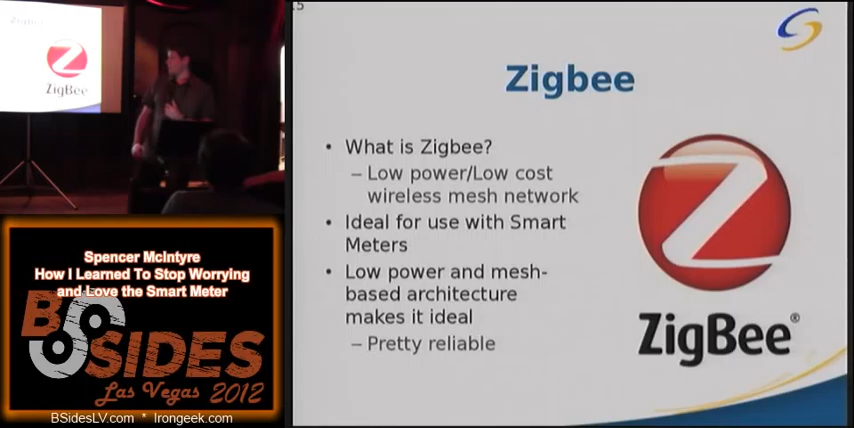 ZigBee
Spencer McIntyre
How I Learned To Stop Worrying
and Love the Smart Meter
BSIDES
Las Vegas 2012
BSidesLV.com * Irongeek.com
15
Zigbee
• What is Zigbee?
– Low power/Low cost
wireless mesh network
• Ideal for use with Smart
Meters
• Low power and mesh-
based architecture
makes it ideal
– Pretty reliable
ZigBee®